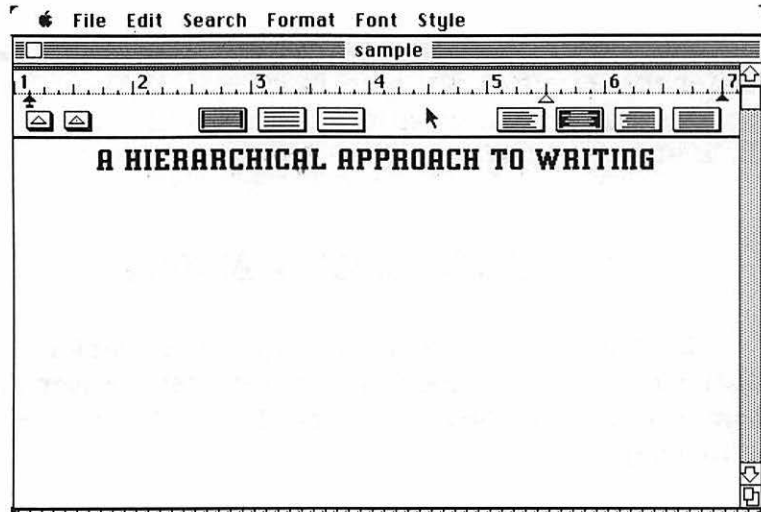 File Edit Search Format Font Style
sample
1 2 3 4 5 6 7
A HIERARCHICAL APPROACH TO WRITING